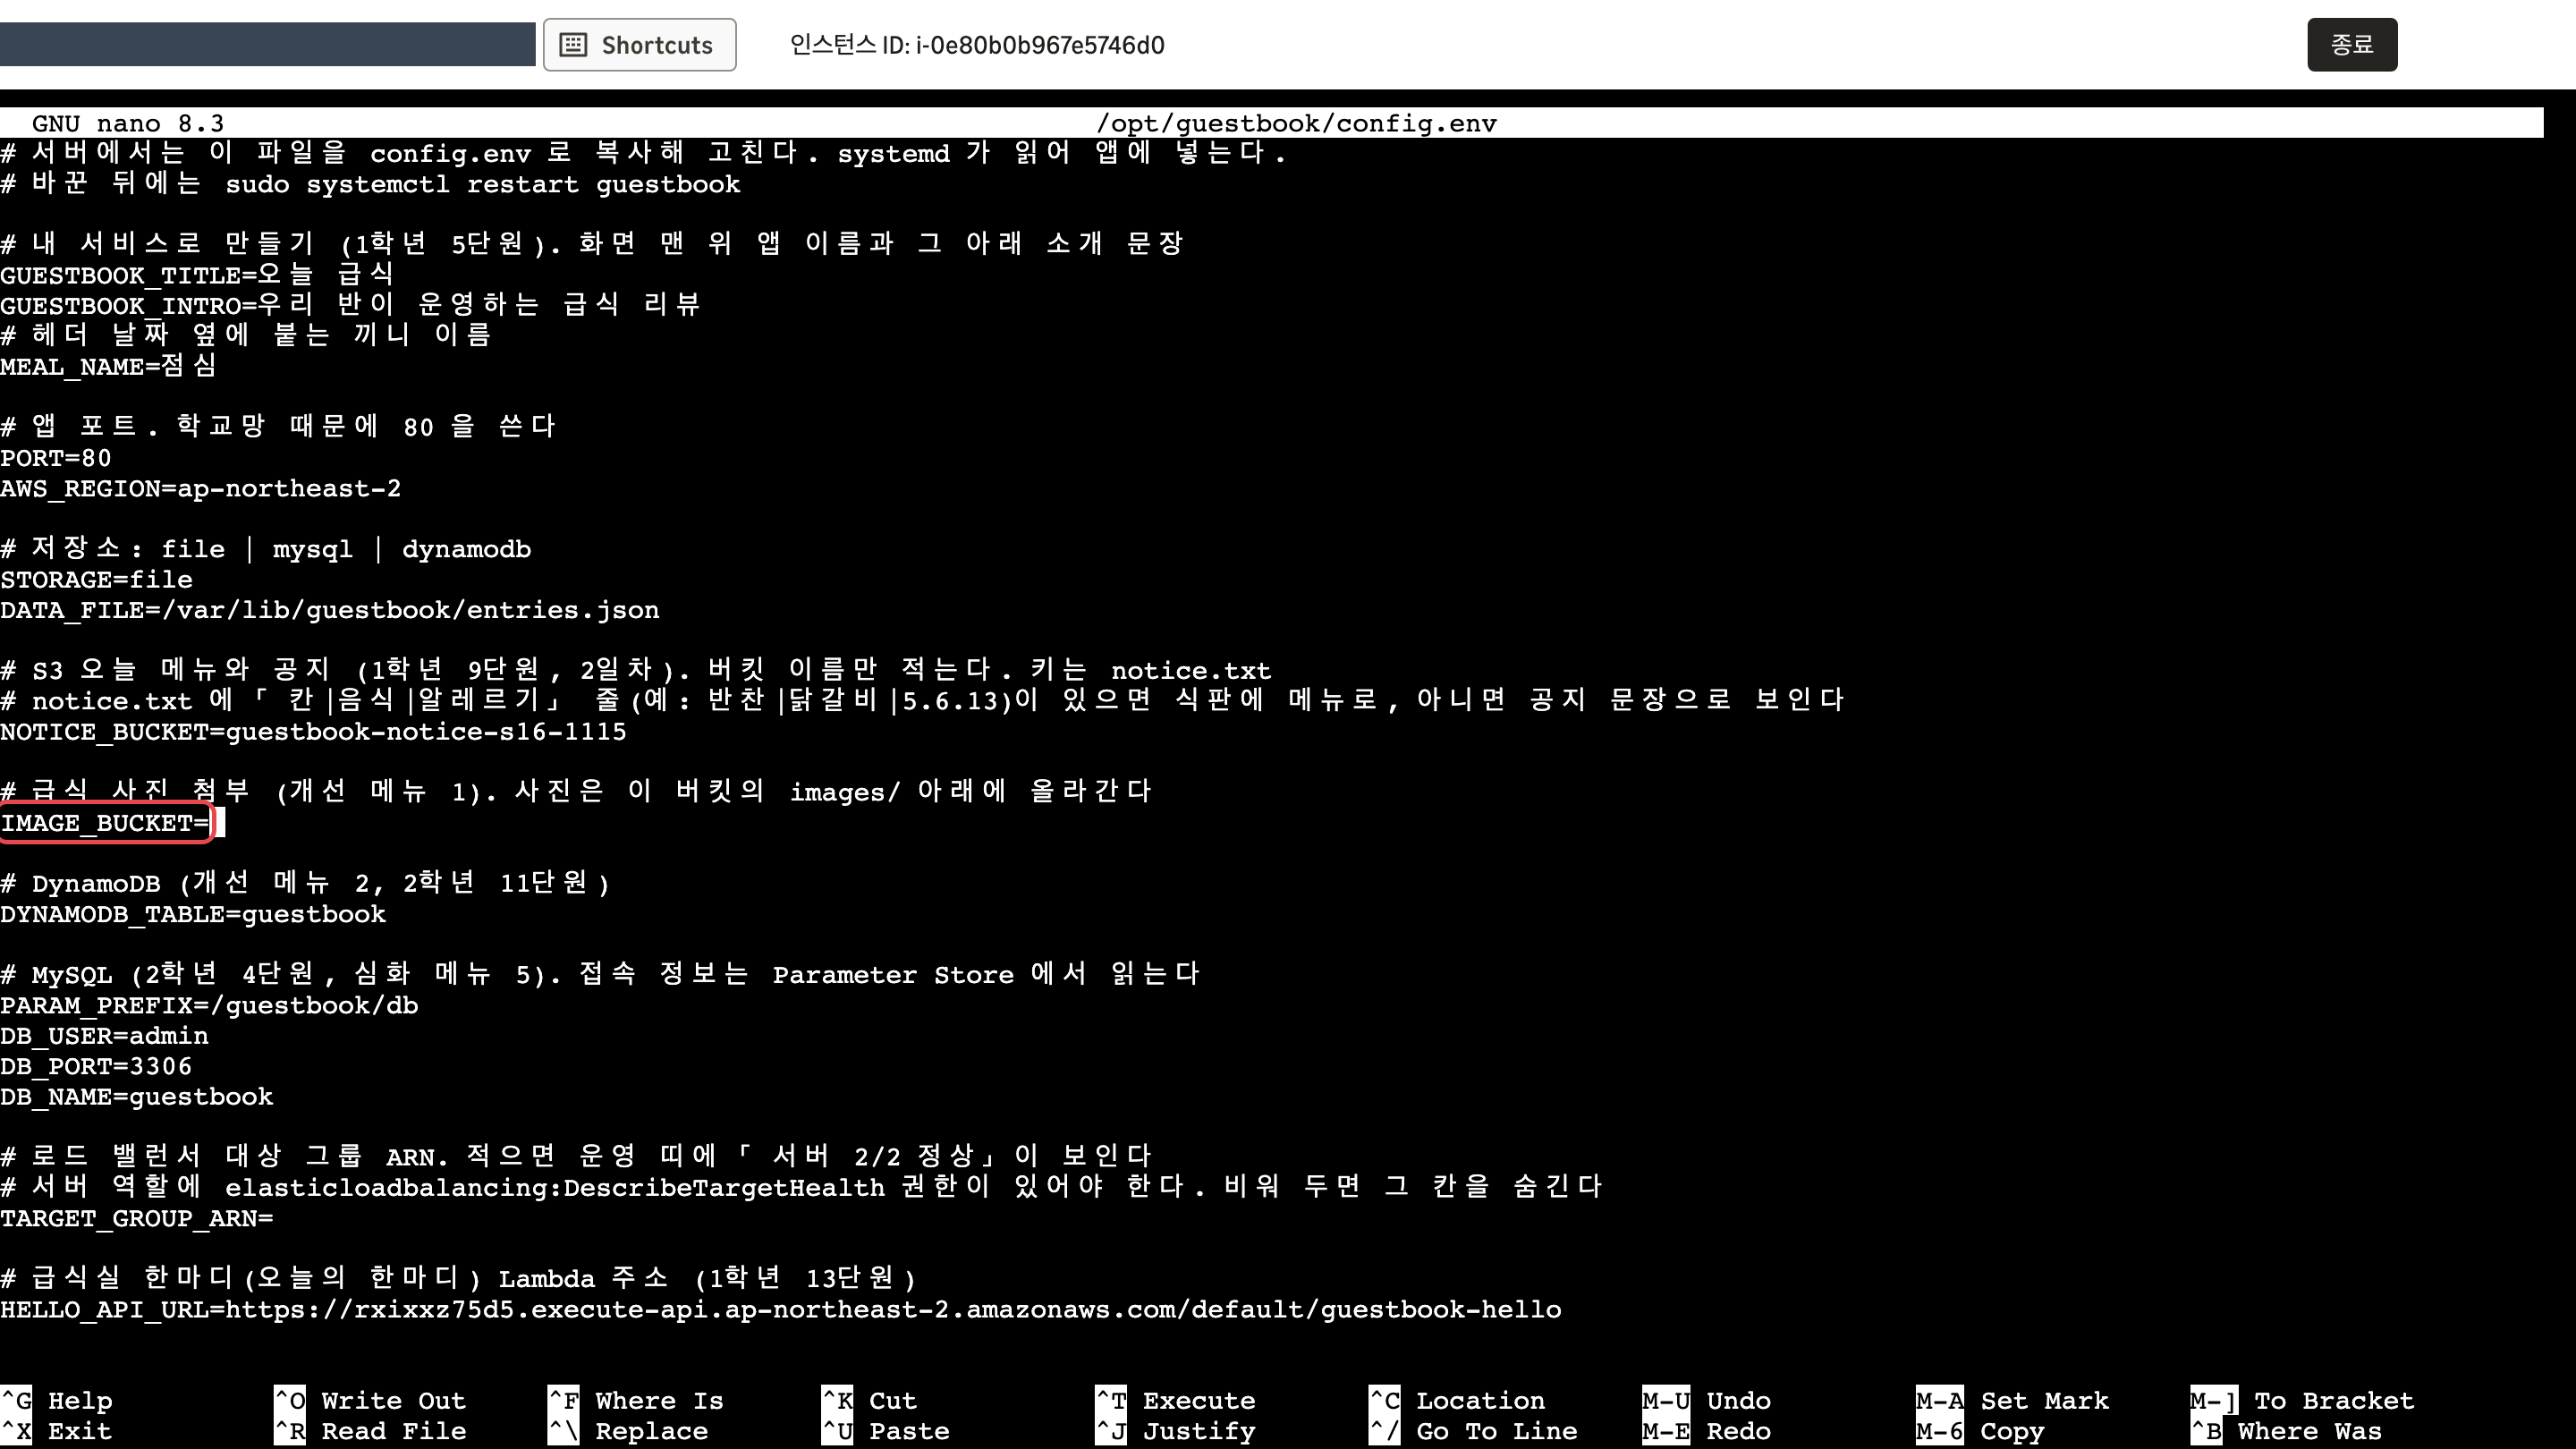 Shortcuts
인스턴스 ID: i-0e80b0b967e5746d0
종료
GNU nano 8.3 /opt/guestbook/config.env
# 서버에서는 이 파일을 config.env 로 복사해 고친다. systemd 가 읽어 앱에 넣는다.
# 바꾼 뒤에는 sudo systemctl restart guestbook
# 내 서비스로 만들기 (1학년 5단원). 화면 맨 위 앱 이름과 그 아래 소개 문장
GUESTBOOK_TITLE=오늘 급식
GUESTBOOK_INTRO=우리 반이 운영하는 급식 리뷰
# 헤더 날짜 옆에 붙는 끼니 이름
MEAL_NAME=점심
# 앱 포트. 학교망 때문에 80 을 쓴다
PORT=80
AWS_REGION=ap-northeast-2
# 저장소: file | mysql | dynamodb
STORAGE=file
DATA_FILE=/var/lib/guestbook/entries.json
# S3 오늘 메뉴와 공지 (1학년 9단원, 2일차). 버킷 이름만 적는다. 키는 notice.txt
# notice.txt 에「칸|음식|알레르기」 줄(예: 반찬|닭갈비|5.6.13)이 있으면 식판에 메뉴로, 아니면 공지 문장으로 보인다
NOTICE_BUCKET=guestbook-notice-s16-1115
# 급식 사진 첨부 (개선 메뉴 1). 사진은 이 버킷의 images/ 아래에 올라간다
IMAGE_BUCKET=
# DynamoDB (개선 메뉴 2, 2학년 11단원)
DYNAMODB_TABLE=guestbook
# MySQL (2학년 4단원, 심화 메뉴 5). 접속 정보는 Parameter Store 에서 읽는다
PARAM_PREFIX=/guestbook/db
DB_USER=admin
DB_PORT=3306
DB_NAME=guestbook
# 로드 밸런서 대상 그룹 ARN. 적으면 운영 띠에「서버 2/2 정상」이 보인다
# 서버 역할에 elasticloadbalancing:DescribeTargetHealth 권한이 있어야 한다. 비워 두면 그 칸을 숨긴다
TARGET_GROUP_ARN=
# 급식실 한마디(오늘의 한마디) Lambda 주소 (1학년 13단원)
HELLO_API_URL=https://rxixxz75d5.execute-api.ap-northeast-2.amazonaws.com/default/guestbook-hello
^G Help ^O Write Out ^F Where Is ^K Cut ^T Execute ^C Location M-U Undo M-A Set Mark M-] To Bracket
^X Exit ^R Read File ^\ Replace ^U Paste ^J Justify ^/ Go To Line M-E Redo M-6 Copy ^B Where Was